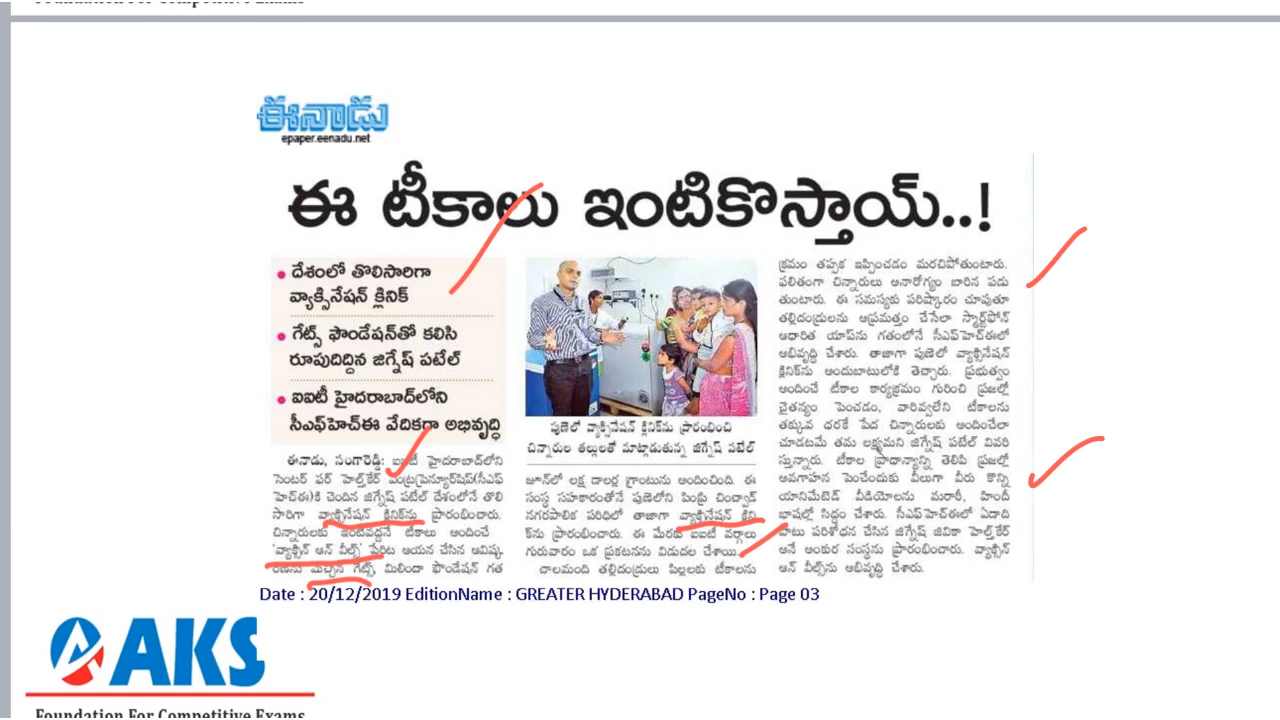 Foundation For Competitive Exams
ఈనాడు
epaper.eenadu.net
ఈ టీకాలు ఇంటికొస్తాయ్..!
• దేశంలో తొలిసారిగా
వ్యాక్సినేషన్ క్లినిక్
• గేట్స్ ఫౌండేషన్‌తో కలిసి
రూపుదిద్దిన జిగ్నేష్ పటేల్
• ఐఐటీ హైదరాబాద్‌లోని
సీఎఫ్‌హెచ్ఈ వేదికగా అభివృద్ధి
ఈనాడు, సంగారెడ్డి: ఐఐటీ హైదరాబాద్‌లోని
సెంటర్ ఫర్ హెల్త్‌కేర్ ఎంట్రప్రెన్యూర్‌షిప్(సీఎఫ్
హెచ్ఈ)కి చెందిన జిగ్నేష్ పటేల్ దేశంలోనే తొలి
సారిగా వ్యాక్సినేషన్ క్లినిక్‌ను ప్రారంభించారు.
చిన్నారులకు ఇంటివద్దనే టీకాలు అందించే
'వ్యాక్సిన్ ఆన్ వీల్స్' పేరిట ఆయన చేసిన ఆవిష్క
రణను మెచ్చిన గేట్స్, మిలిందా ఫౌండేషన్ గత
పుణెలో వ్యాక్సినేషన్ క్లినిక్‌ను ప్రారంభించి
చిన్నారుల తల్లులతో మాట్లాడుతున్న జిగ్నేష్ పటేల్
జూన్‌లో లక్ష డాలర్ల గ్రాంటును అందించింది. ఈ
సంస్థ సహకారంతోనే పుణెలోని పింప్రి చించ్వాడ్
నగరపాలిక పరిధిలో తాజాగా వ్యాక్సినేషన్ క్లిని
క్‌ను ప్రారంభించారు. ఈ మేరకు ఐఐటీ వర్గాలు
గురువారం ఒక ప్రకటనను విడుదల చేశాయి.
చాలామంది తల్లిదండ్రులు పిల్లలకు టీకాలను
క్రమం తప్పక ఇప్పించడం మరచిపోతుంటారు.
ఫలితంగా చిన్నారులు అనారోగ్యం బారిన పడు
తుంటారు. ఈ సమస్యకు పరిష్కారం చూపుతూ
తల్లిదండ్రులను అప్రమత్తం చేసేలా స్మార్ట్‌ఫోన్
ఆధారిత యాప్‌ను గతంలోనే సీఎఫ్‌హెచ్ఈలో
అభివృద్ధి చేశారు. తాజాగా పుణెలో వ్యాక్సినేషన్
క్లినిక్‌ను అందుబాటులోకి తెచ్చారు. ప్రభుత్వం
అందించే టీకాల కార్యక్రమం గురించి ప్రజల్లో
చైతన్యం పెంచడం, వారివ్వలేని టీకాలను
తక్కువ ధరకే పేద చిన్నారులకు అందించేలా
చూడటమే తమ లక్ష్యమని జిగ్నేష్ పటేల్ వివరి
స్తున్నారు. టీకాల ప్రాధాన్యాన్ని తెలిపి ప్రజల్లో
అవగాహన పెంచేందుకు వీలుగా వీరు కొన్ని
యానిమేటెడ్ వీడియోలను మరాఠీ, హిందీ
భాషల్లో సిద్ధం చేశారు. సీఎఫ్‌హెచ్ఈలో ఏడాది
పాటు పరిశోధన చేసిన జిగ్నేష్ జివికా హెల్త్‌కేర్
అనే అంకుర సంస్థను ప్రారంభించారు. వ్యాక్సిన్
ఆన్ వీల్స్‌ను అభివృద్ధి చేశారు.
Date : 20/12/2019 EditionName : GREATER HYDERABAD PageNo : Page 03
AKS
Foundation For Competitive Exams